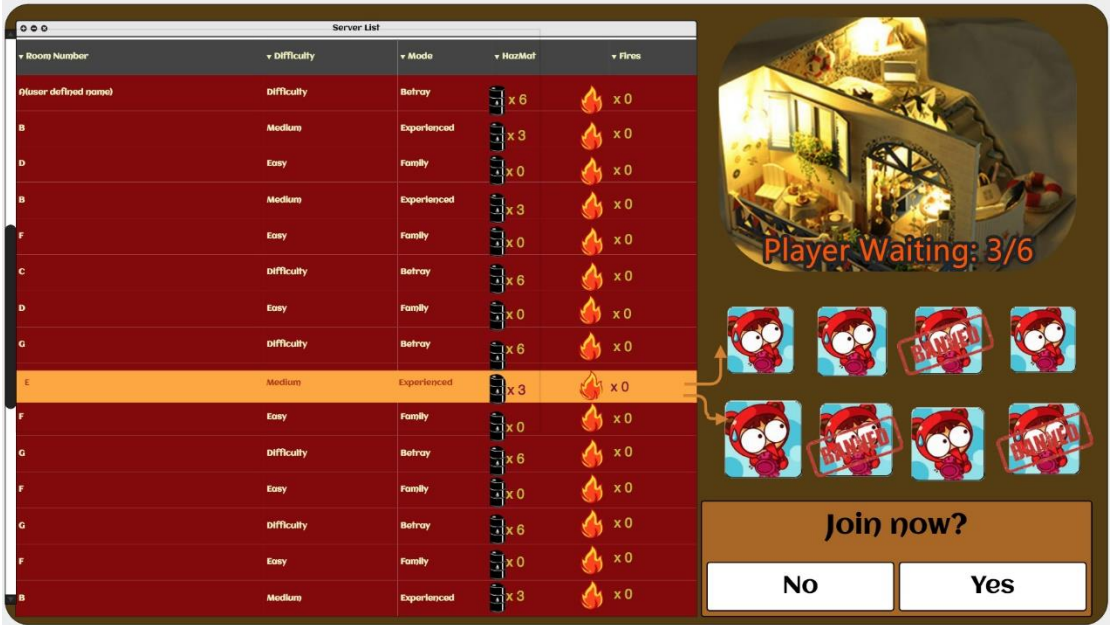 Server List
Room Number Difficulty Mode HazMat Fires
A(user defined name) Difficulty Betray x 6 x 0
B Medium Experienced x 3 x 0
D Easy Family x 0 x 0
B Medium Experienced x 3 x 0
F Easy Family x 0 x 0
C Difficulty Betray x 6 x 0
D Easy Family x 0 x 0
G Difficulty Betray x 6 x 0
E Medium Experienced x 3 x 0
F Easy Family x 0 x 0
G Difficulty Betray x 6 x 0
F Easy Family x 0 x 0
G Difficulty Betray x 6 x 0
F Easy Family x 0 x 0
B Medium Experienced x 3 x 0
Player Waiting: 3/6
BANNED
BANNED
BANNED
Join now?
No Yes